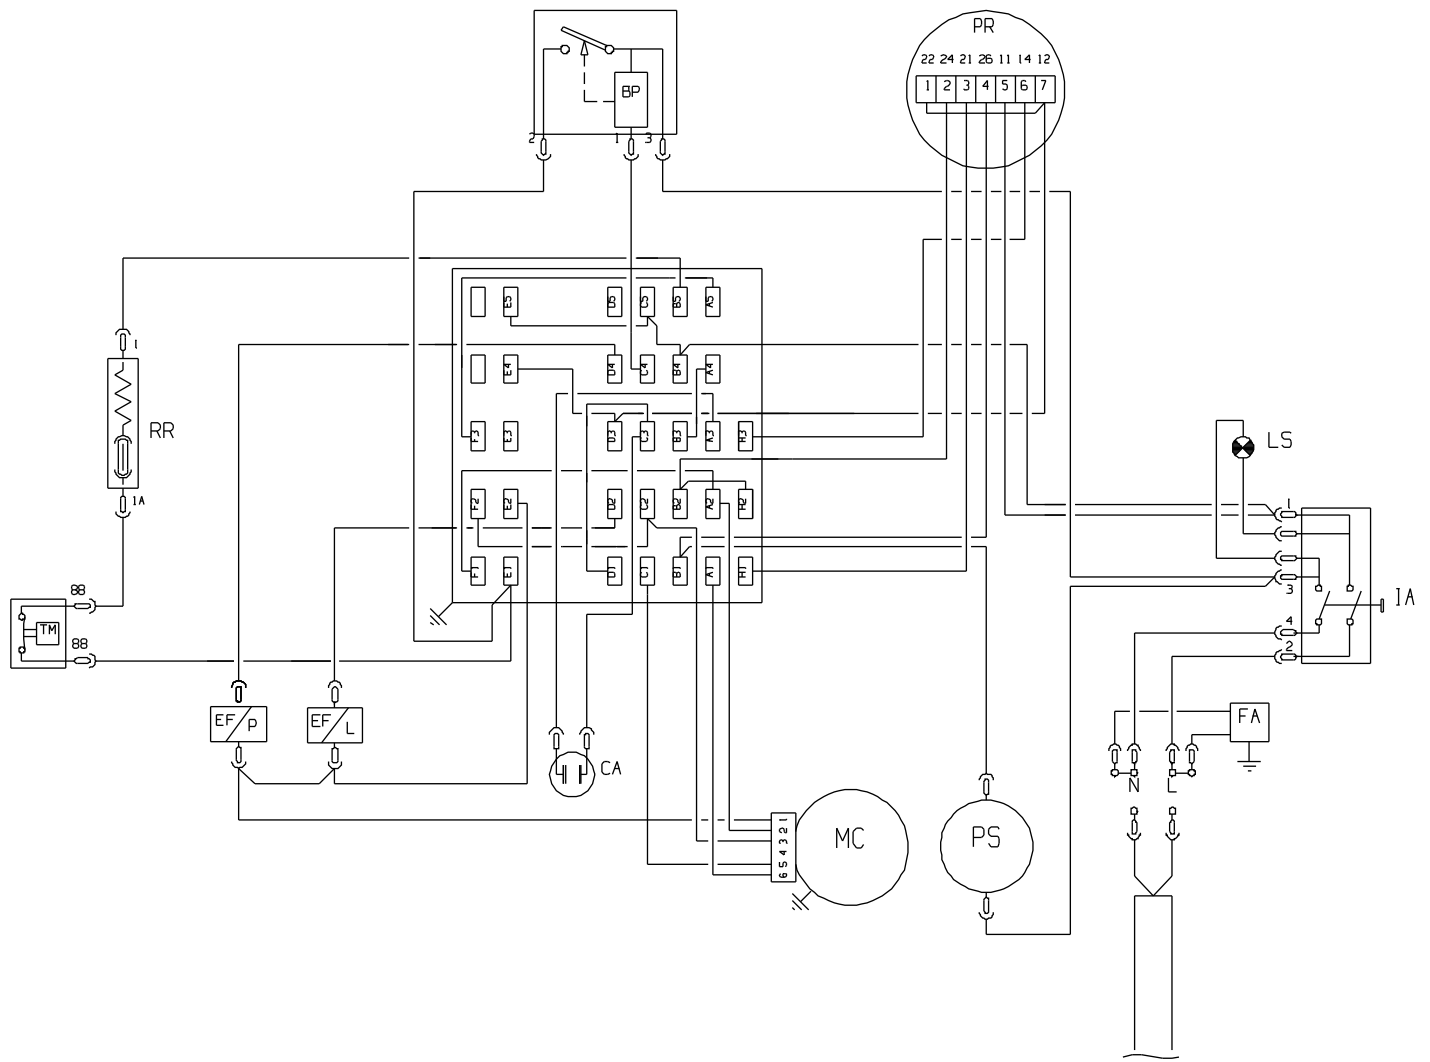 PR
22 24 21 26 11 14 12
1 2 3 4 5 6 7
BP
2 1 3
E5 D5 C5 B5 A5
1
E4 D4 C4 B4 A4
RR
F3 E3 D3 C3 B3 A3 H3
LS
1A
F2 E2 D2 C2 B2 A2 H2
1
F1 E1 D1 C1 B1 A1 H1
88
3
IA
TM
4
88
2
EF/P
EF/L
FA
CA
N L
1 2 3 4 5 6
MC
PS